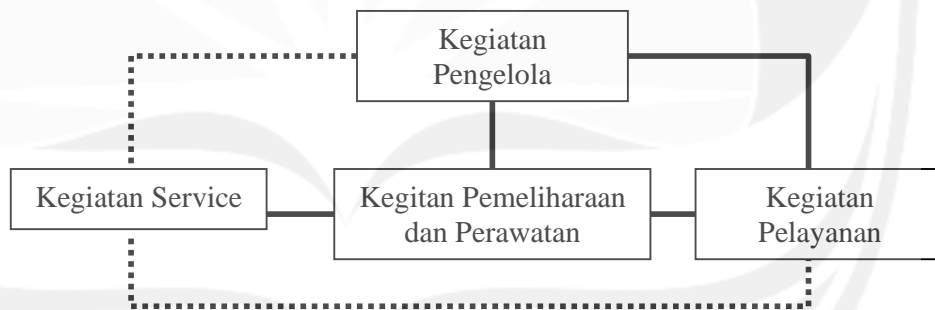 Kegiatan
Pengelola
Kegiatan Service
Kegitan Pemeliharaan
dan Perawatan
Kegiatan
Pelayanan